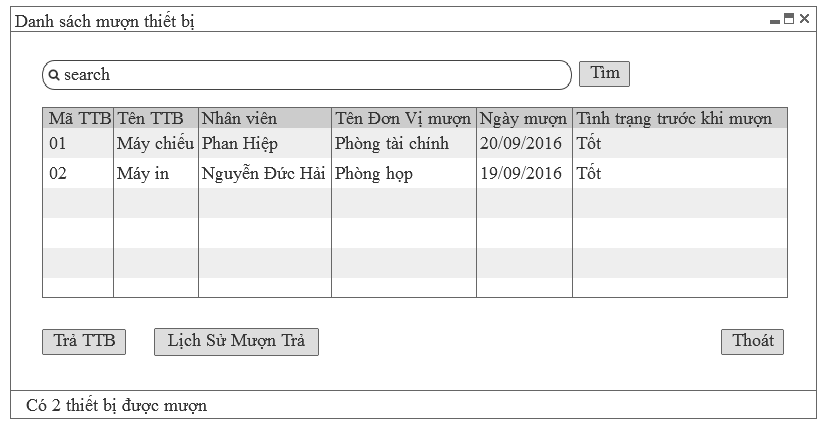 Danh sách mượn thiết bị
search
Tìm
Mã TTB Tên TTB Nhân viên Tên Đơn Vị mượn Ngày mượn Tình trạng trước khi mượn
01 Máy chiếu Phan Hiệp Phòng tài chính 20/09/2016 Tốt
02 Máy in Nguyễn Đức Hải Phòng họp 19/09/2016 Tốt
Trả TTB Lịch Sử Mượn Trả Thoát
Có 2 thiết bị được mượn